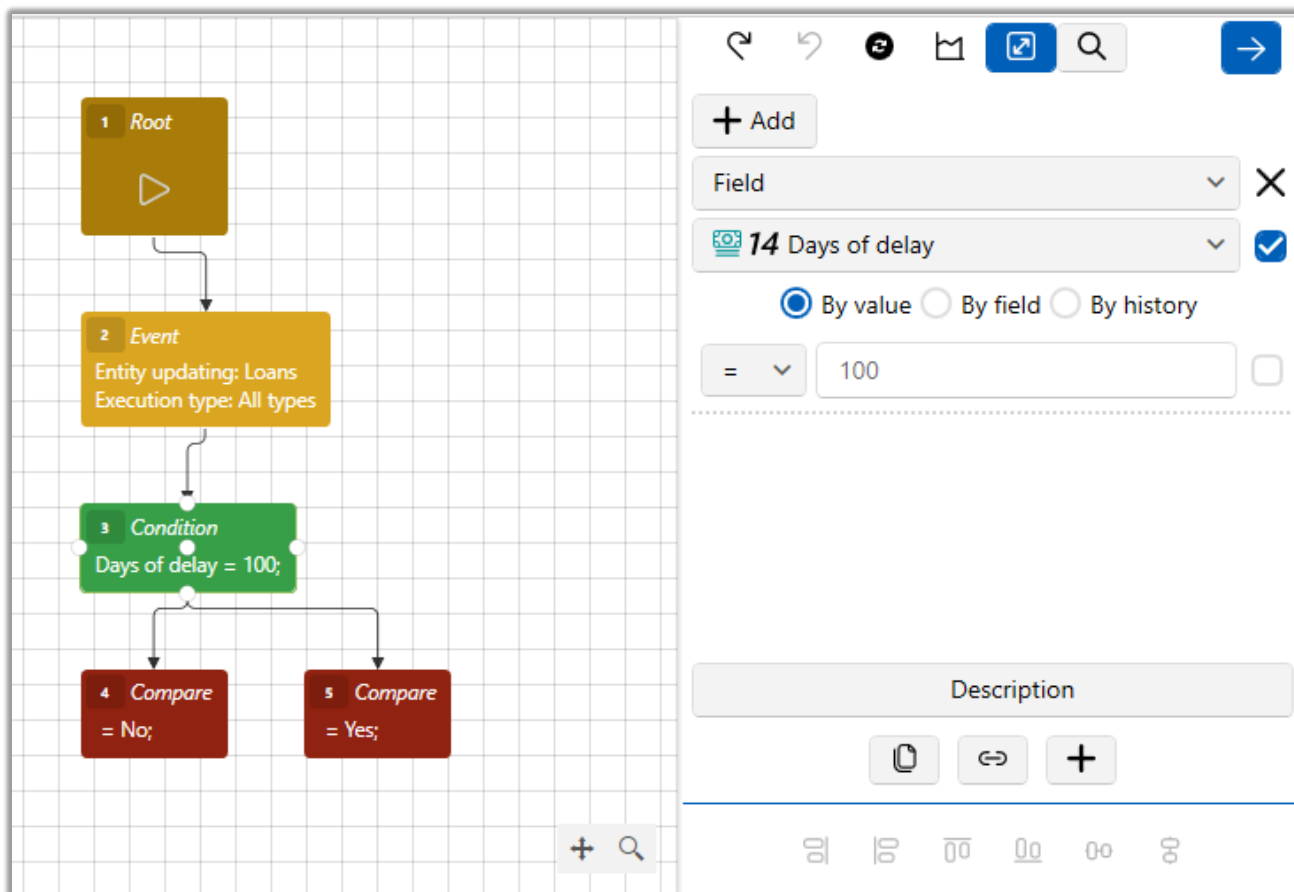 1 Root
2 Event
Entity updating: Loans
Execution type: All types
3 Condition
Days of delay = 100;
4 Compare
= No;
5 Compare
= Yes;
Add
Field
14 Days of delay
By value By field By history
= 100
Description